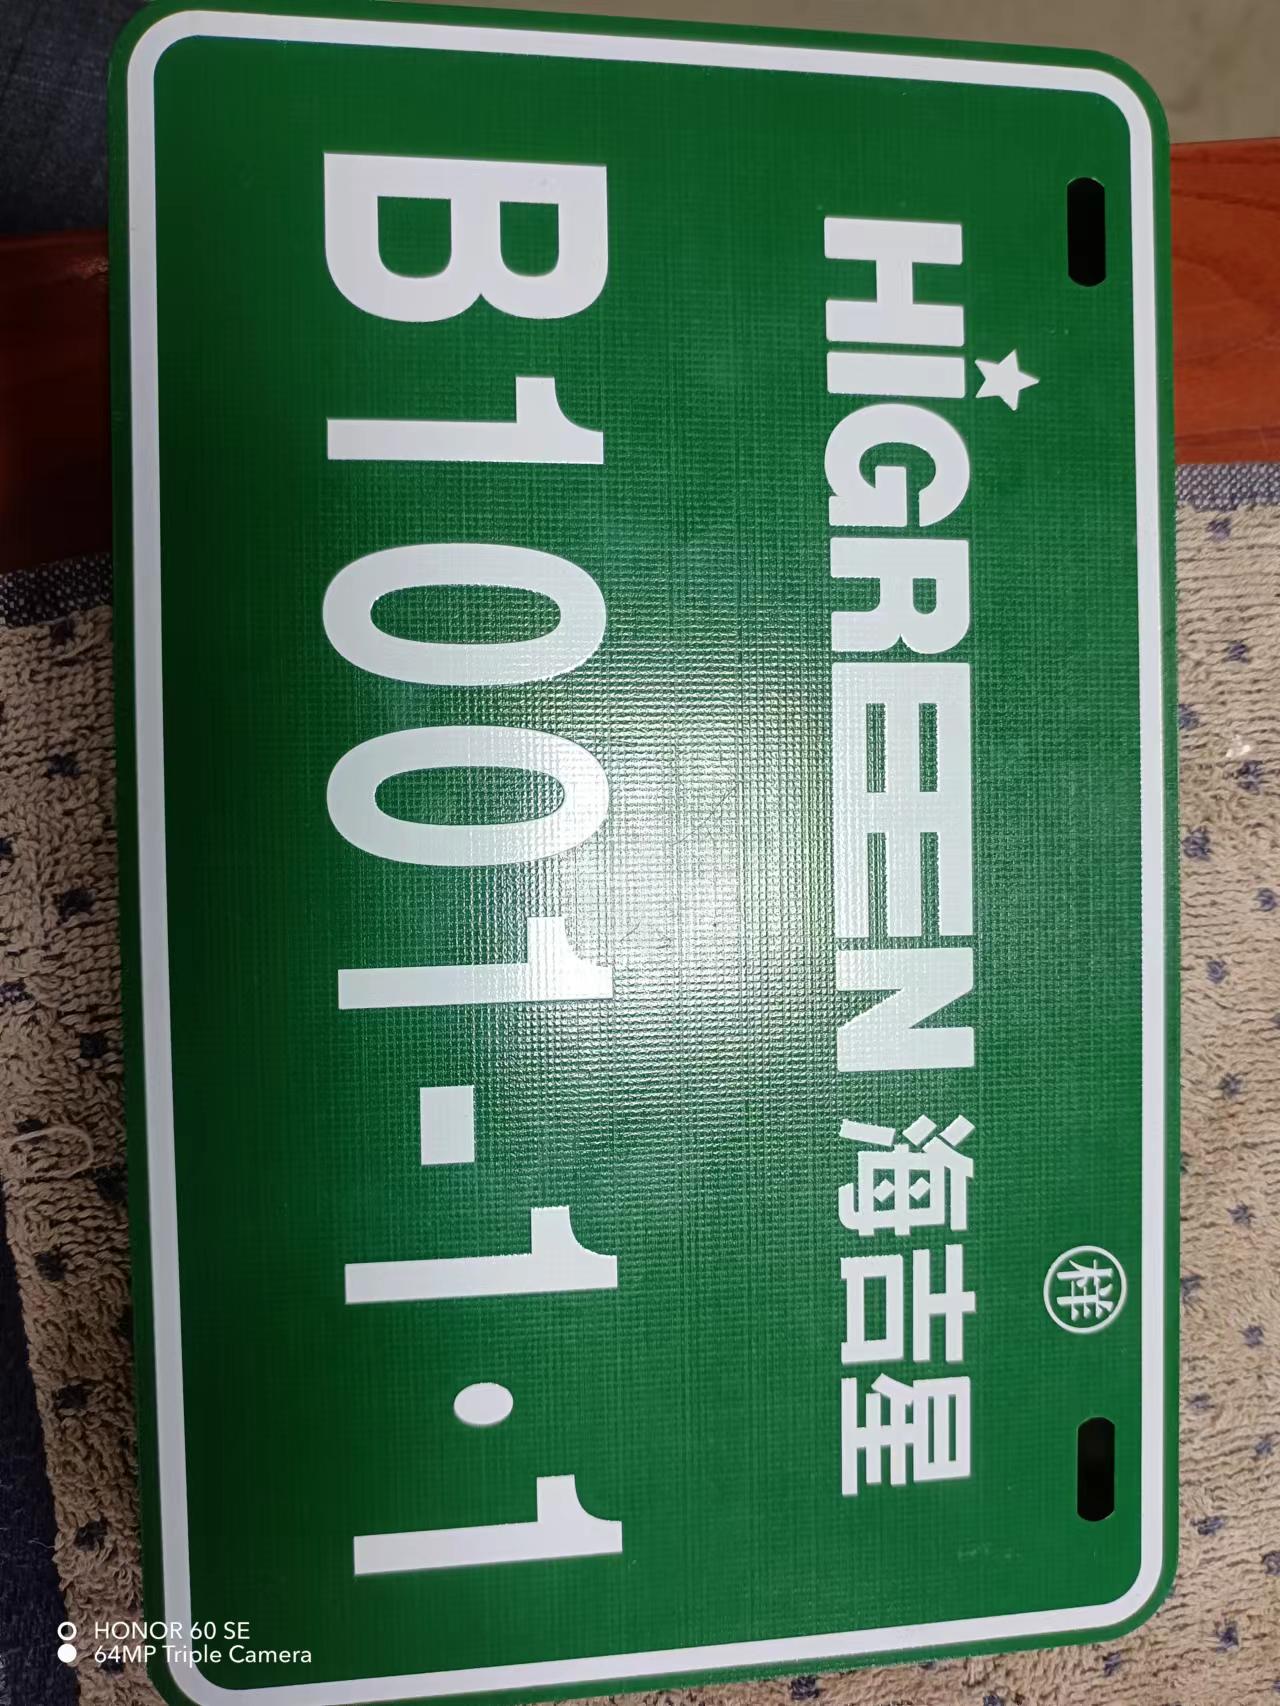 样
HiGREEN 海吉星
B1001-1·1
HONOR 60 SE
64MP Triple Camera